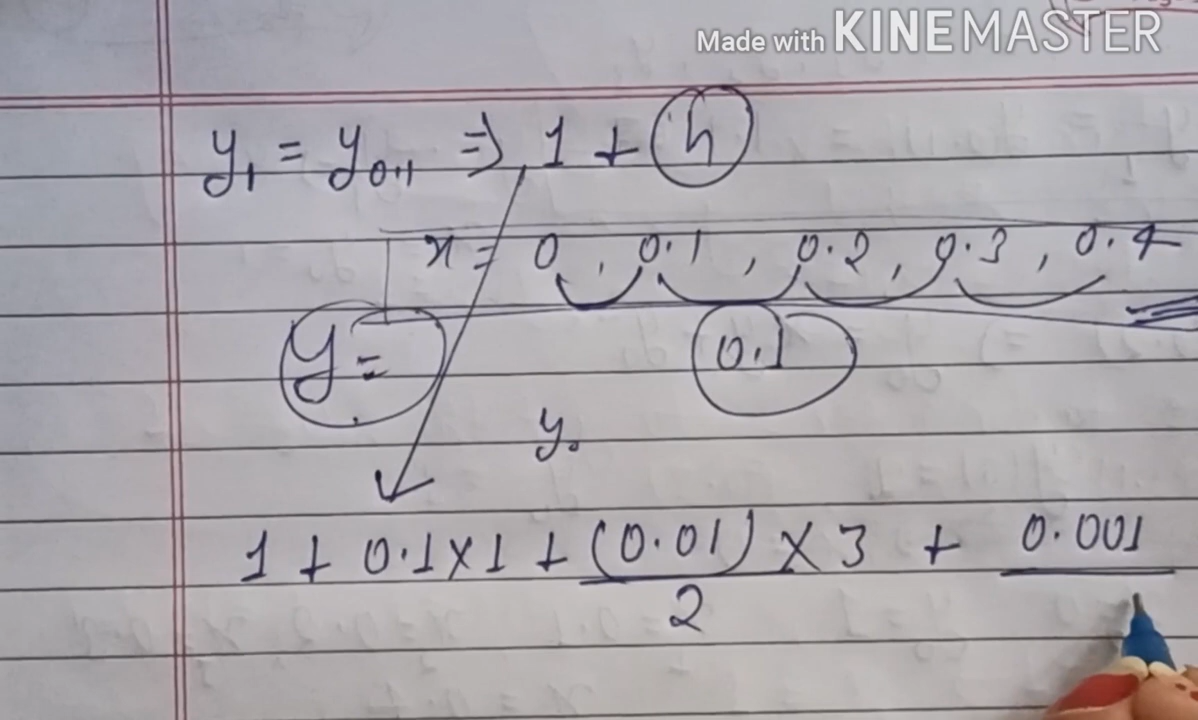 Made with KINEMASTER
y₁ = y₀.₁ ⇒ 1 + h
x = 0, 0.1, 0.2, 0.3, 0.4
y = 0.1
y₀
1 + 0.1×1 + (0.01)/2 × 3 + 0.001